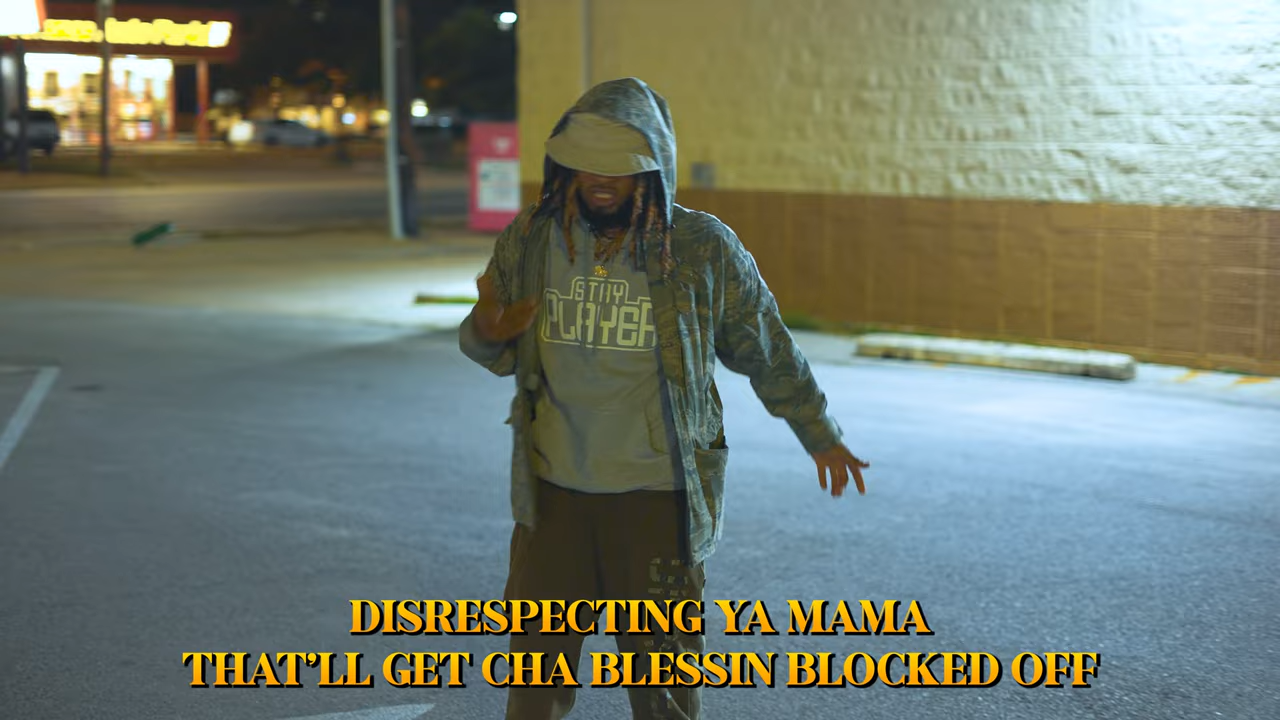 STAY
PLAYER
DISRESPECTING YA MAMA
THAT'LL GET CHA BLESSIN BLOCKED OFF